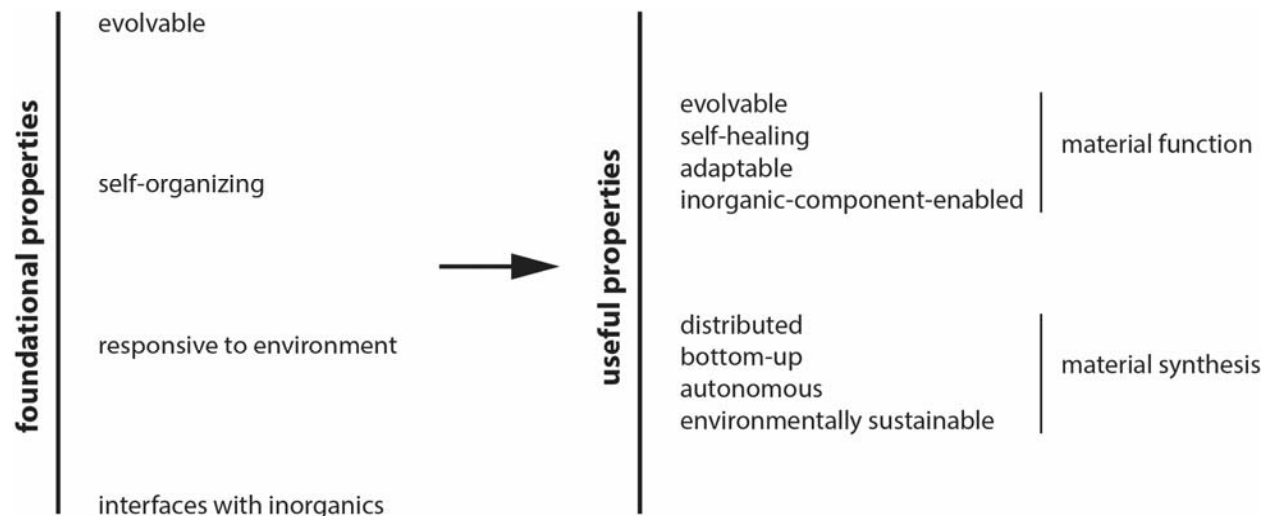 foundational properties
evolvable
self-organizing
responsive to environment
interfaces with inorganics
useful properties
evolvable
self-healing
adaptable
inorganic-component-enabled
material function
distributed
bottom-up
autonomous
environmentally sustainable
material synthesis